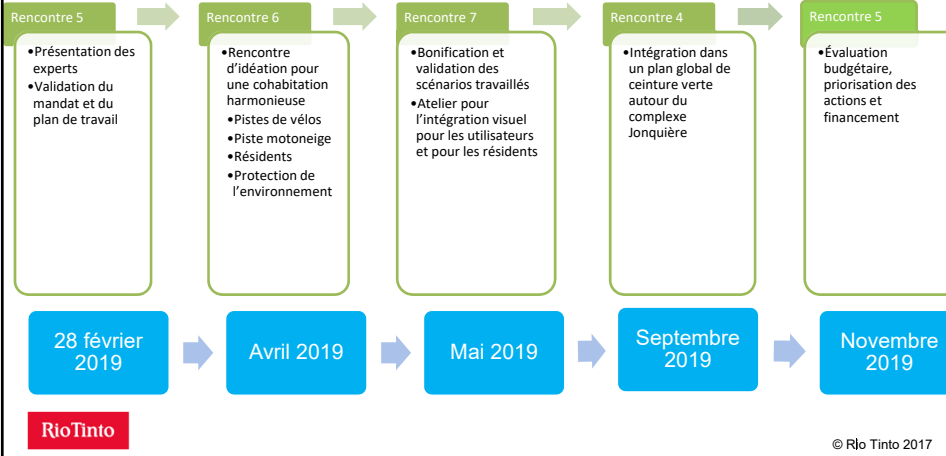 Rencontre 5
•Présentation des
experts
•Validation du
mandat et du
plan de travail
Rencontre 6
•Rencontre
d'idéation pour
une cohabitation
harmonieuse
•Pistes de vélos
•Piste motoneige
•Résidents
•Protection de
l'environnement
Rencontre 7
•Bonification et
validation des
scénarios travaillés
•Atelier pour
l'intégration visuel
pour les utilisateurs
et pour les résidents
Rencontre 4
•Intégration dans
un plan global de
ceinture verte
autour du
complexe
Jonquière
Rencontre 5
•Évaluation
budgétaire,
priorisation des
actions et
financement
28 février
2019
Avril 2019
Mai 2019
Septembre
2019
Novembre
2019
RioTinto
© Rio Tinto 2017